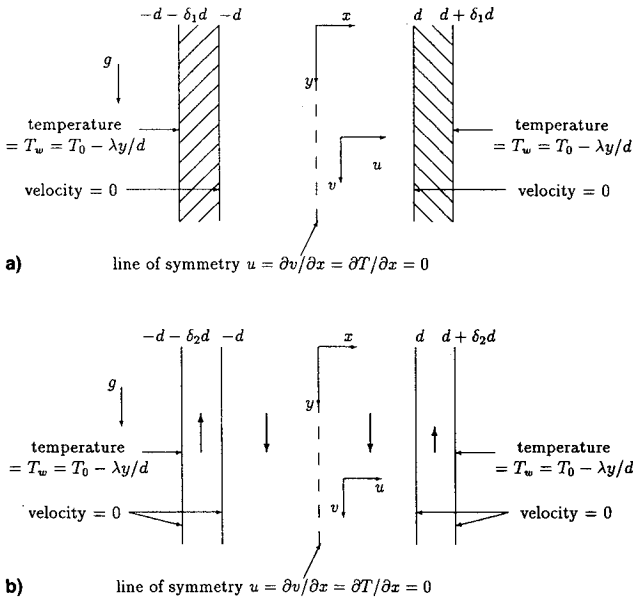 −d − δ₁d −d x d d + δ₁d
g
y
temperature
= T_w = T₀ − λy/d
temperature
= T_w = T₀ − λy/d
u
v
velocity = 0
velocity = 0
a) line of symmetry u = ∂v/∂x = ∂T/∂x = 0
−d − δ₂d −d x d d + δ₂d
g
y
temperature
= T_w = T₀ − λy/d
temperature
= T_w = T₀ − λy/d
u
v
velocity = 0
velocity = 0
b) line of symmetry u = ∂v/∂x = ∂T/∂x = 0